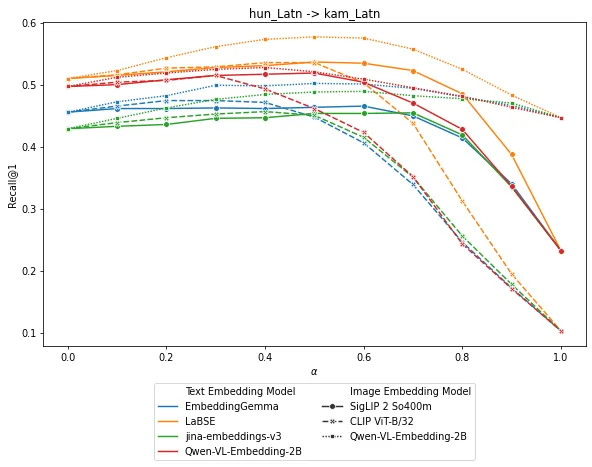 hun_Latn -> kam_Latn
Recall@1
0.6
0.5
0.4
0.3
0.2
0.1
0.0
0.2
0.4
0.6
0.8
1.0
α
Text Embedding Model
EmbeddingGemma
LaBSE
jina-embeddings-v3
Qwen-VL-Embedding-2B
Image Embedding Model
SigLIP 2 So400m
CLIP ViT-B/32
Qwen-VL-Embedding-2B